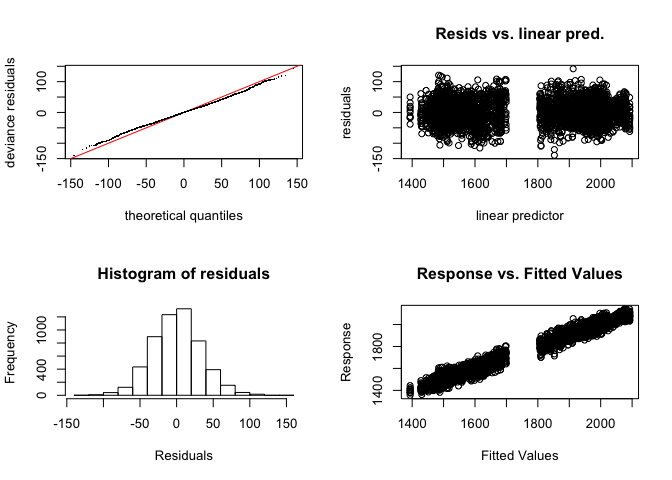 deviance residuals
-150 0 100
-150 -100 -50 0 50 100 150
theoretical quantiles
Resids vs. linear pred.
residuals
-150 0 100
1400 1600 1800 2000
linear predictor
Histogram of residuals
Frequency
0 400 1000
-150 -50 0 50 100 150
Residuals
Response vs. Fitted Values
Response
1400 1800
1400 1600 1800 2000
Fitted Values